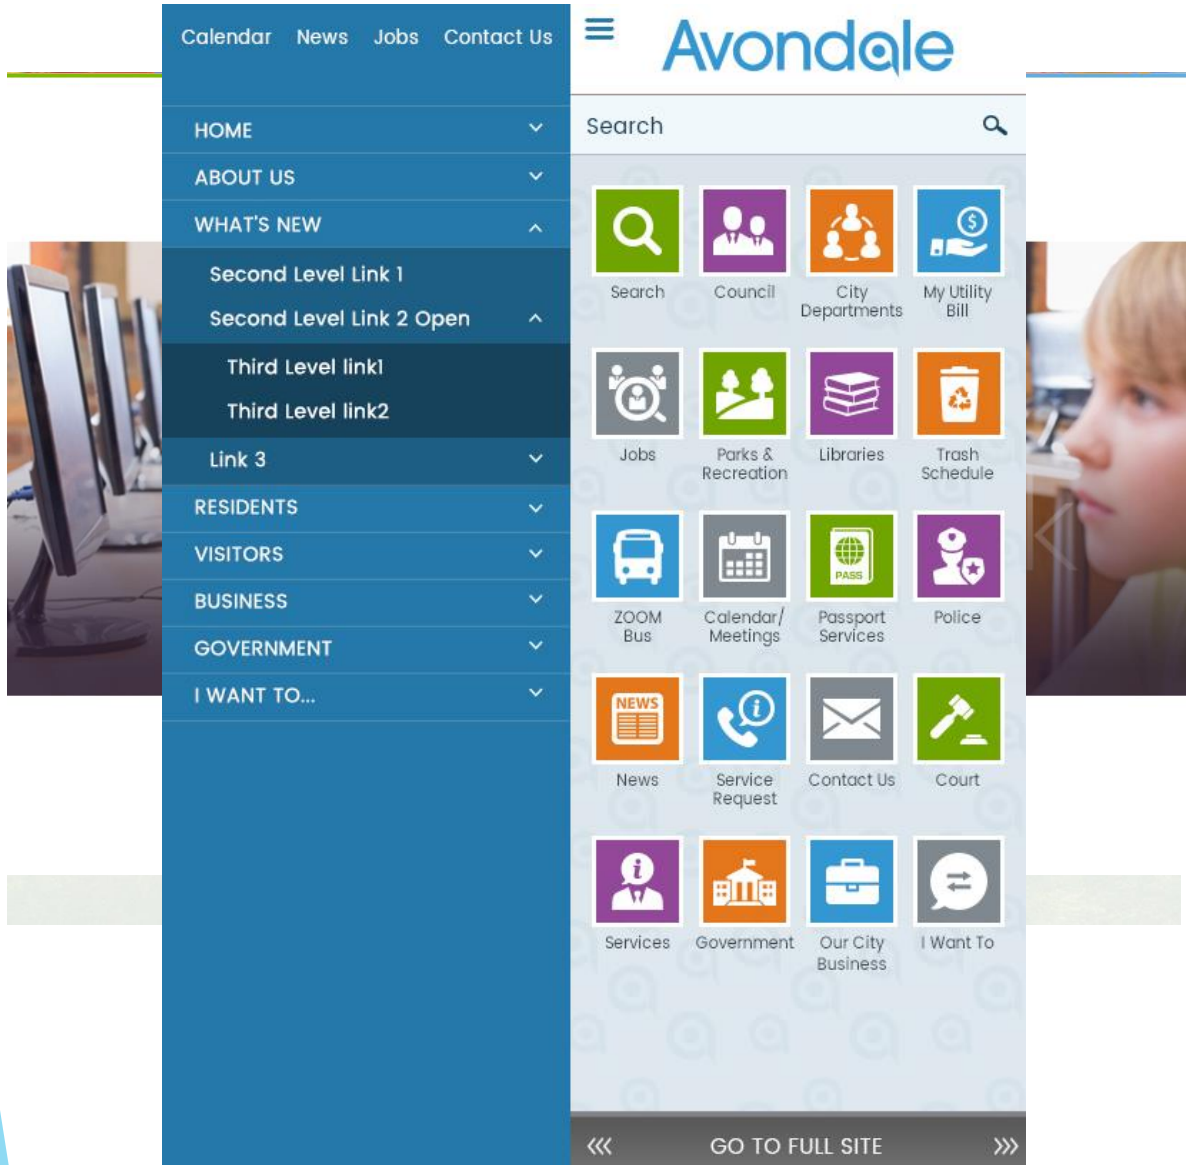 Calendar News Jobs Contact Us
HOME
ABOUT US
WHAT'S NEW
Second Level Link 1
Second Level Link 2 Open
Third Level link1
Third Level link2
Link 3
RESIDENTS
VISITORS
BUSINESS
GOVERNMENT
I WANT TO...
Avondale
Search
Search
Council
City
Departments
My Utility
Bill
Jobs
Parks &
Recreation
Libraries
Trash
Schedule
ZOOM
Bus
Calendar/
Meetings
PASS
Passport
Services
Police
NEWS
News
Service
Request
Contact Us
Court
Services
Government
Our City
Business
I Want To
GO TO FULL SITE